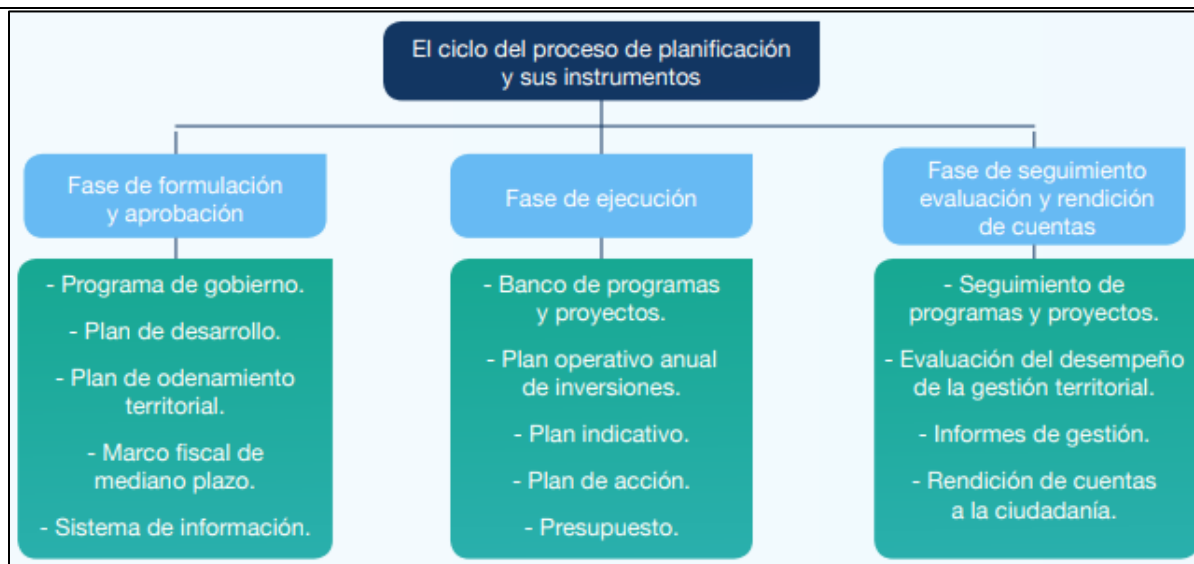 El ciclo del proceso de planificación
y sus instrumentos
Fase de formulación
y aprobación
- Programa de gobierno.
- Plan de desarrollo.
- Plan de odenamiento
territorial.
- Marco fiscal de
mediano plazo.
- Sistema de información.
Fase de ejecución
- Banco de programas
y proyectos.
- Plan operativo anual
de inversiones.
- Plan indicativo.
- Plan de acción.
- Presupuesto.
Fase de seguimiento
evaluación y rendición
de cuentas
- Seguimiento de
programas y proyectos.
- Evaluación del desempeño
de la gestión territorial.
- Informes de gestión.
- Rendición de cuentas
a la ciudadanía.